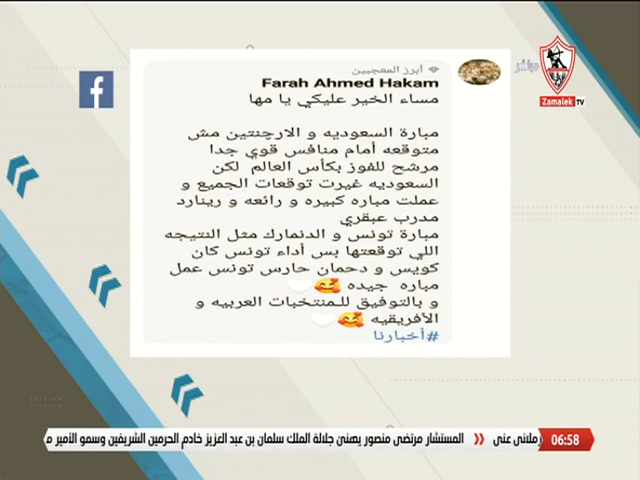 أبرز المعجبين
Farah Ahmed Hakam
مساء الخير عليكي يا مها
مبارة السعوديه و الارجنتين مش
متوقعه أمام منافس قوي جدا
مرشح للفوز بكأس العالم لكن
السعوديه غيرت توقعات الجميع و
عملت مباره كبيره و رائعه و رينارد
مدرب عبقري
مبارة تونس و الدنمارك مثل النتيجه
اللي توقعتها بس أداء تونس كان
كويس و دحمان حارس تونس عمل
مباره جيده 🥰🤍
و بالتوفيق للمنتخبات العربيه و
الأفريقيه 🥰🤍
#أخبارنا
مباشر
Zamalek TV
06:58
رملانى عنى » المستشار مرتضى منصور يهنئ جلالة الملك سلمان بن عبد العزيز خادم الحرمين الشريفين وسمو الأمير م